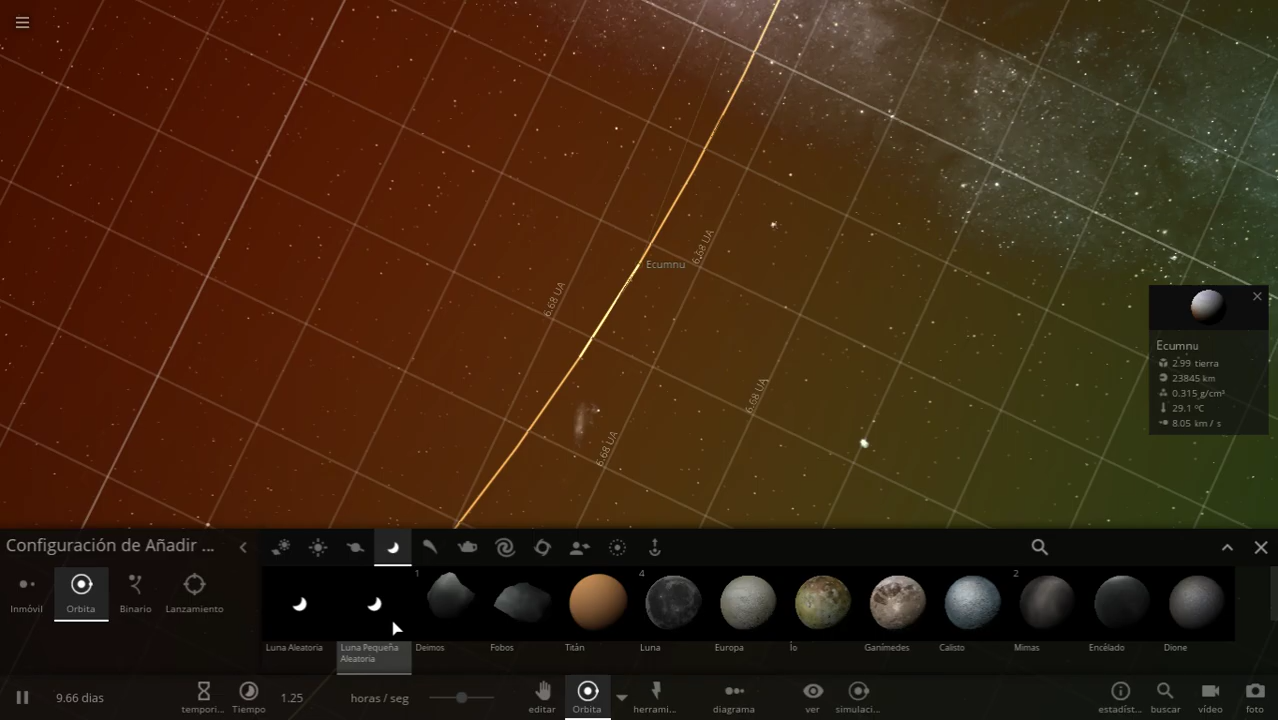 6.68 UA
Ecumnu
6.68 UA
6.68 UA
6.68 UA
Ecumnu
2.99 tierra
23845 km
0.315 g/cm³
29.1 ºC
8.05 km / s
Configuración de Añadir ...
Inmóvil
Orbita
Binario
Lanzamiento
1
4
2
Luna Aleatoria
Luna Pequeña
Aleatoria
Deimos
Fobos
Titán
Luna
Europa
Ío
Ganímedes
Calisto
Mimas
Encélado
Dione
9.66 dias
tempori...
Tiempo
1.25
horas / seg
editar
Orbita
herrami...
diagrama
ver
simulaci...
estadíst...
buscar
vídeo
foto